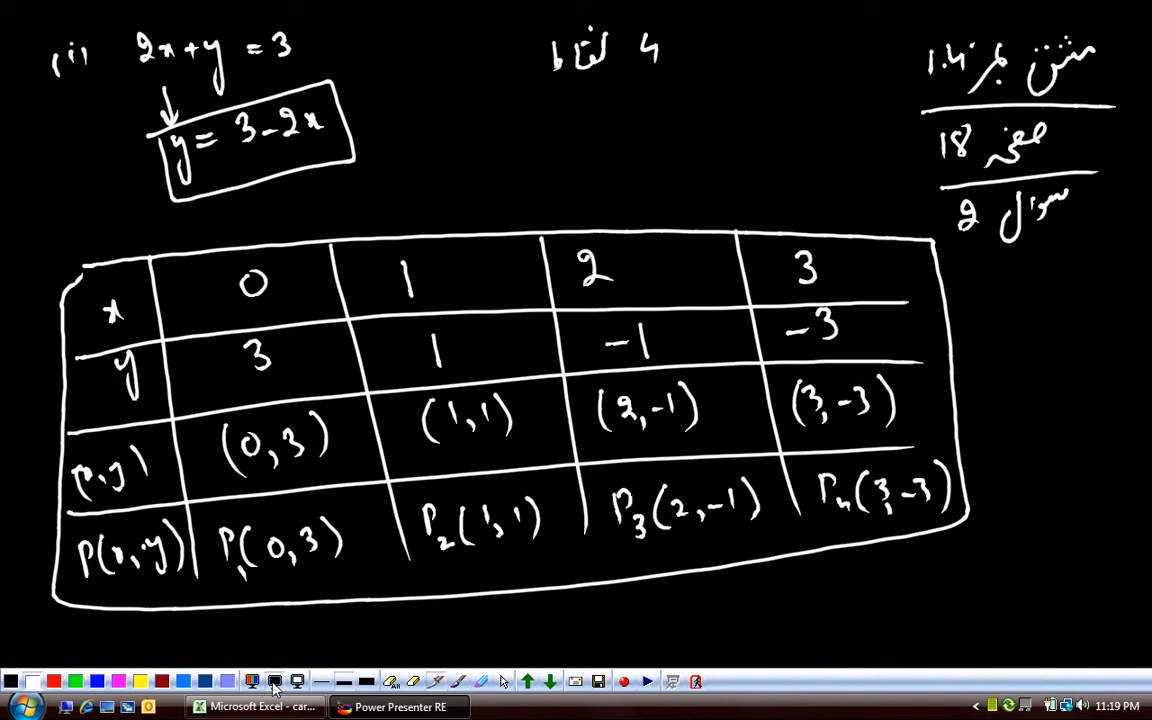 (ii) 2x+y=3
y = 3-2x
4 نقاط
مشق نمبر 1.4
صفحہ 18
سوال 2
x 0 1 2 3
y 3 1 -1 -3
(x,y) (0,3) (1,1) (2,-1) (3,-3)
P(x,y) P₁(0,3) P₂(1,1) P₃(2,-1) P₄(3,-3)
All
Microsoft Excel - car...
Power Presenter RE
11:19 PM